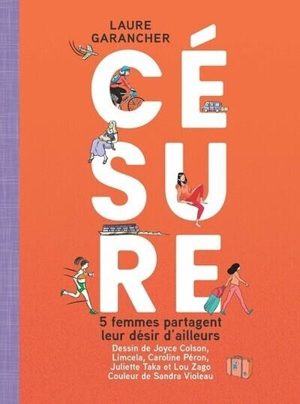 LAURE
GARANCHER
CÉ
SU
RE
5 femmes partagent
leur désir d'ailleurs
Dessin de Joyce Colson,
Limcela, Caroline Péron,
Juliette Taka et Lou Zago
Couleur de Sandra Violeau